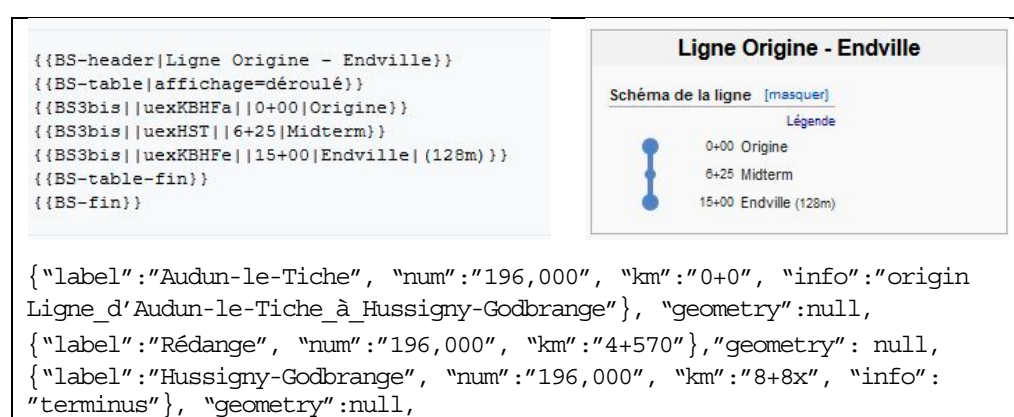 {{BS-header|Ligne Origine - Endville}}
{{BS-table|affichage=déroulé}}
{{BS3bis||uexKBHFa||0+00|Origine}}
{{BS3bis||uexHST||6+25|Midterm}}
{{BS3bis||uexKBHFe||15+00|Endville|(128m)}}
{{BS-table-fin}}
{{BS-fin}}
Ligne Origine - Endville
Schéma de la ligne [masquer]
Légende
0+00 Origine
6+25 Midterm
15+00 Endville (128m)
{“label”:”Audun-le-Tiche”, “num”:”196,000”, “km”:”0+0”, “info”:”origin
Ligne_d’Audun-le-Tiche_à_Hussigny-Godbrange”}, “geometry”:null,
{“label”:”Rédange”, “num”:”196,000”, “km”:”4+570”},”geometry”: null,
{“label”:”Hussigny-Godbrange”, “num”:”196,000”, “km”:”8+8x”, “info”:
”terminus”}, “geometry”:null,